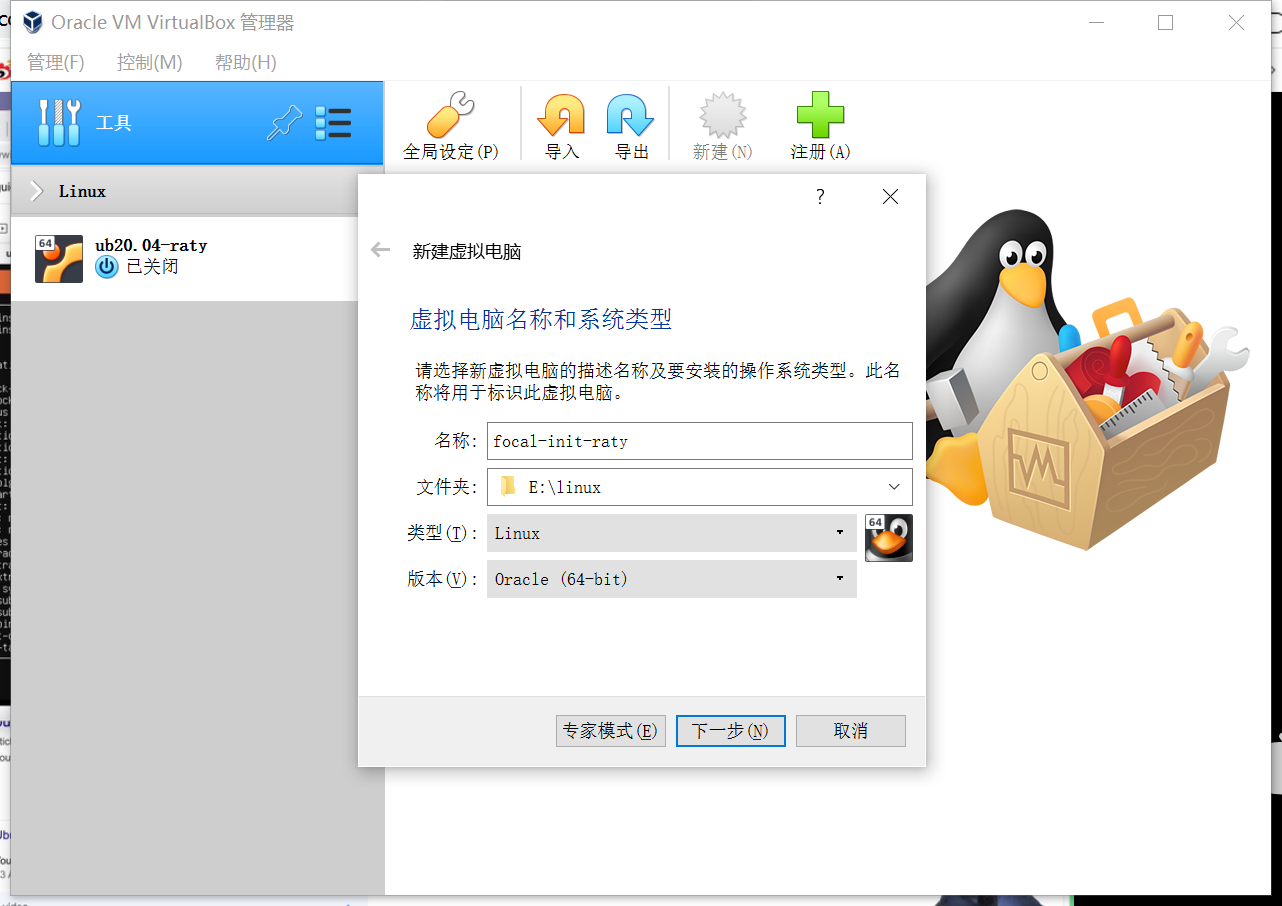 Oracle VM VirtualBox 管理器
管理(F) 控制(M) 帮助(H)
工具
全局设定(P) 导入 导出 新建(N) 注册(A)
Linux
64
ub20.04-raty
已关闭
?
新建虚拟电脑
虚拟电脑名称和系统类型
请选择新虚拟电脑的描述名称及要安装的操作系统类型。此名
称将用于标识此虚拟电脑。
名称: focal-init-raty
文件夹: E:\linux
类型(T): Linux
64
版本(V): Oracle (64-bit)
专家模式(E) 下一步(N) 取消